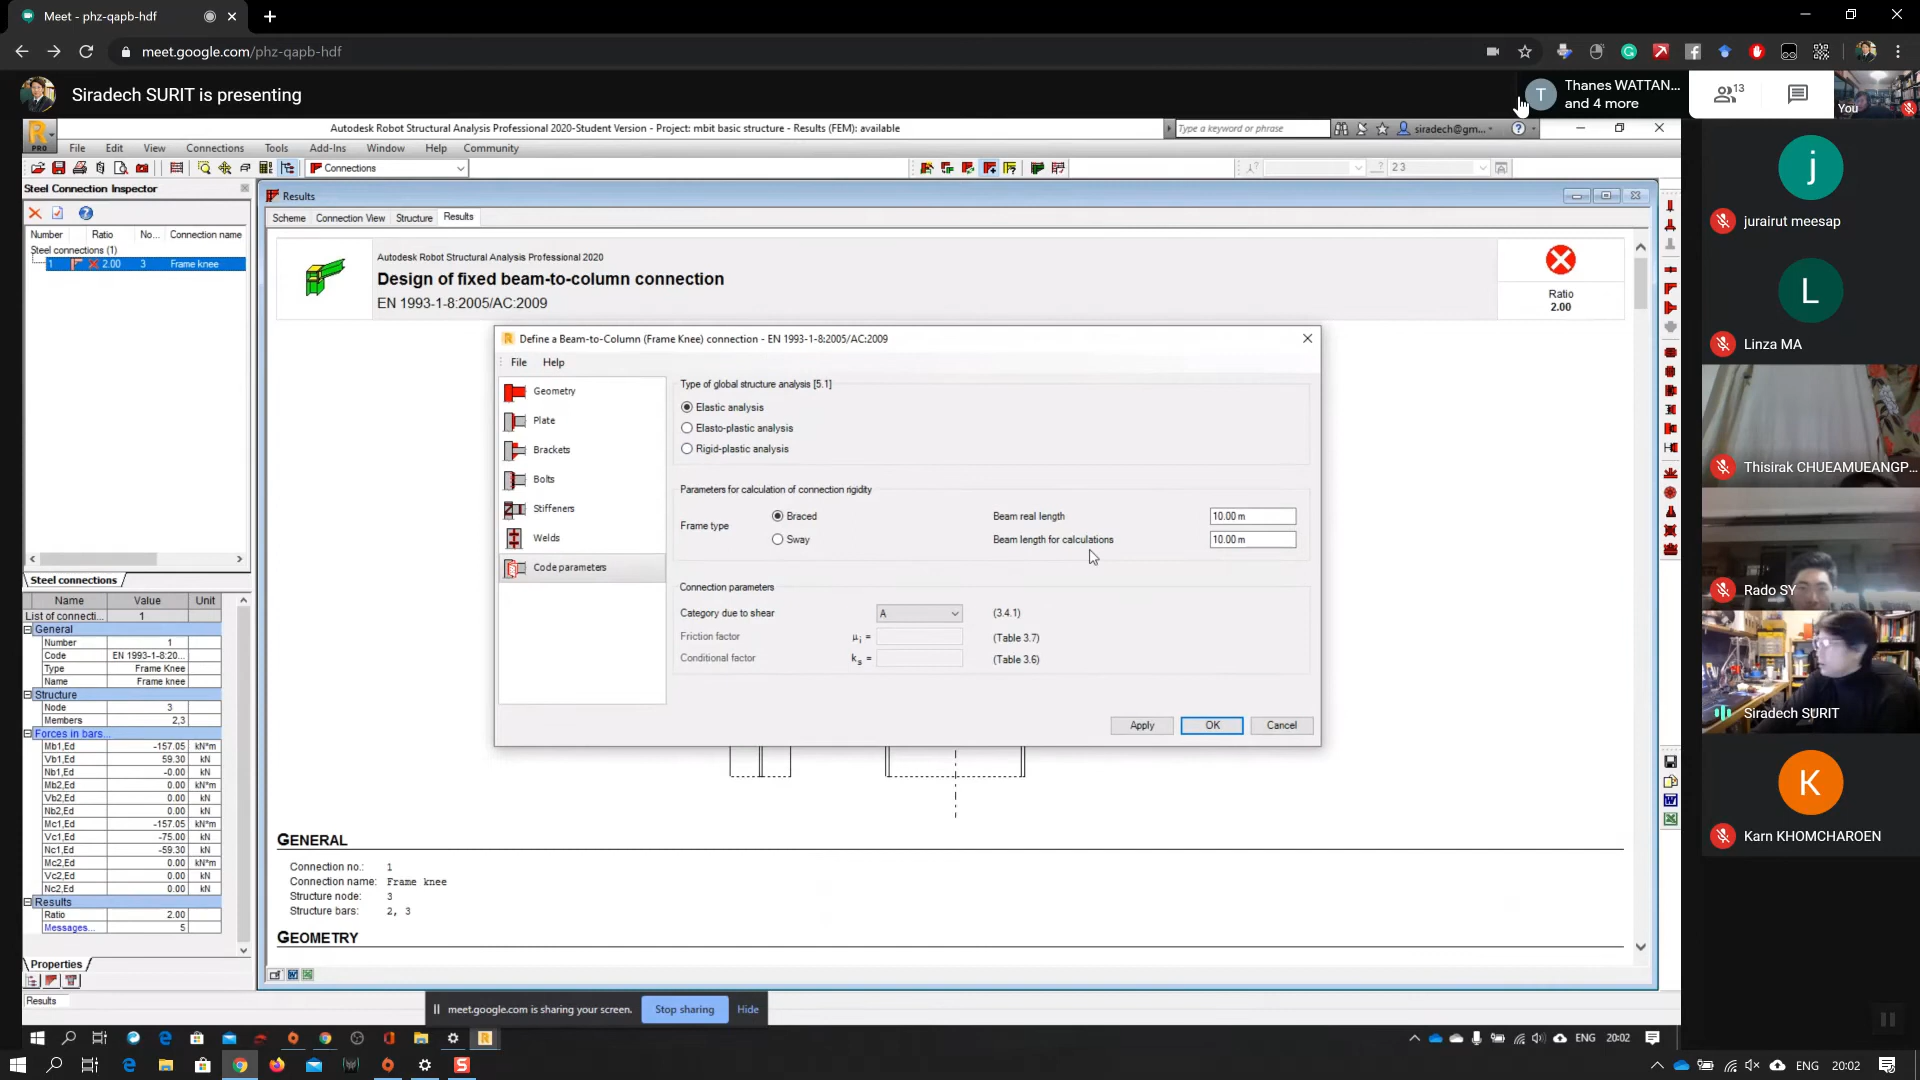 Meet - phz-qapb-hdf
meet.google.com/phz-qapb-hdf
Siradech SURIT is presenting
T
Thanes WATTAN...
and 4 more
13
You
PRO
Autodesk Robot Structural Analysis Professional 2020-Student Version - Project: mbit basic structure - Results (FEM): available
Type a keyword or phrase
siradech@gm...
File Edit View Connections Tools Add-Ins Window Help Community
Connections
2 3
Steel Connection Inspector
Number Ratio No... Connection name
Steel connections (1)
1 2.00 3 Frame knee
Steel connections
Name Value Unit
List of connecti... 1
General
Number 1
Code EN 1993-1-8:20...
Type Frame Knee
Name Frame knee
Structure
Node 3
Members 2,3
Forces in bars...
Mb1,Ed -157.05 kN*m
Vb1,Ed 59.30 kN
Nb1,Ed -0.00 kN
Mb2,Ed 0.00 kN*m
Vb2,Ed 0.00 kN
Nb2,Ed 0.00 kN
Mc1,Ed -157.05 kN*m
Vc1,Ed -75.00 kN
Nc1,Ed -59.30 kN
Mc2,Ed 0.00 kN*m
Vc2,Ed 0.00 kN
Nc2,Ed 0.00 kN
Results
Ratio 2.00
Messages... 5
Properties
Results
Results
Scheme Connection View Structure Results
Autodesk Robot Structural Analysis Professional 2020
Design of fixed beam-to-column connection
EN 1993-1-8:2005/AC:2009
Ratio
2.00
Define a Beam-to-Column (Frame Knee) connection - EN 1993-1-8:2005/AC:2009
File Help
Geometry
Plate
Brackets
Bolts
Stiffeners
Welds
Code parameters
Type of global structure analysis [5.1]
Elastic analysis
Elasto-plastic analysis
Rigid-plastic analysis
Parameters for calculation of connection rigidity
Frame type
Braced
Sway
Beam real length 10.00 m
Beam length for calculations 10.00 m
Connection parameters
Category due to shear A (3.4.1)
Friction factor μi = (Table 3.7)
Conditional factor ks = (Table 3.6)
Apply OK Cancel
GENERAL
Connection no.: 1
Connection name: Frame knee
Structure node: 3
Structure bars: 2, 3
GEOMETRY
meet.google.com is sharing your screen. Stop sharing Hide
ENG 20:02
ENG 20:02
j
jurairut meesap
L
Linza MA
Thisirak CHUEAMUEANGP...
Rado SY
Siradech SURIT
K
Karn KHOMCHAROEN